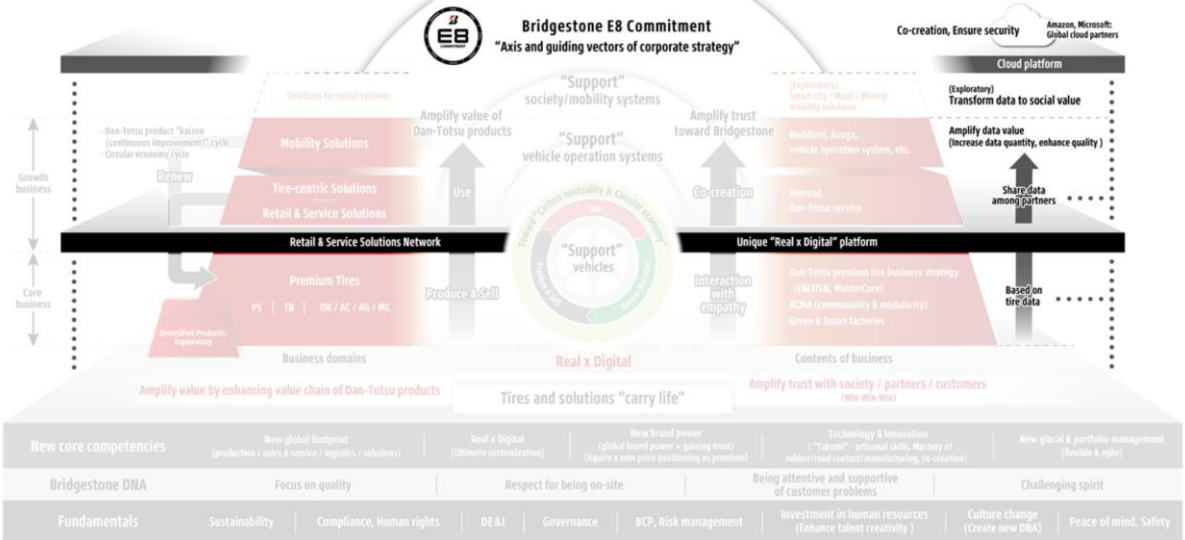 E8
COMMITMENT
Bridgestone E8 Commitment
"Axis and guiding vectors of corporate strategy"
Co-creation, Ensure security
Amazon, Microsoft:
Global cloud partners
Cloud platform
Solutions for social systems
"Support"
society/mobility systems
(Exploratory)
Smart city / MaaS / Mining
mobility solutions
(Exploratory)
Transform data to social value
Growth
business
- Dan-Totsu product "kaizen
(continuous improvement)" cycle
- Circular economy cycle
Renew
Mobility Solutions
Amplify value of
Dan-Totsu products
"Support"
vehicle operation systems
Amplify trust
toward Bridgestone
Webfleet, Azuga,
vehicle operation system, etc.
Amplify data value
(Increase data quantity, enhance quality )
Tire-centric Solutions
Retail & Service Solutions
Use
Co-creation
Retread
Dan-Totsu service
Share data
among partners
Retail & Service Solutions Network
Unique "Real x Digital" platform
Toward "Carbon neutrality & Circular economy"
Use
Produce & Sell
Renew (Recycle)
"Support"
vehicles
Core
business
Premium Tires
PS | TB | OR / AC / AG / MC
Diversified Products/
Exploratory
Produce & Sell
Interaction
with
empathy
Dan-Totsu premium tire business strategy
(ENLITEN, MasterCore)
BCMA (commonality & modularity)
Green & Smart factories
Based on
tire data
Business domains
Real x Digital
Contents of business
Amplify value by enhancing value chain of Dan-Totsu products
Tires and solutions "carry life"
Amplify trust with society / partners / customers
(Win-Win-Win)
New core competencies
New global footprint
(production / sales & service / logistics / solutions)
Real x Digital
(Ultimate customization)
New brand power
(global brand power = gaining trust)
(Aquire a new price positioning as premium)
Technology & Innovation
( "Takumi" - artisanal skills, Mastery of
rubber/road contact/manufacturing, co-creation)
New glocal & portfolio management
(flexible & agile)
Bridgestone DNA
Focus on quality
Respect for being on-site
Being attentive and supportive
of customer problems
Challenging spirit
Fundamentals
Sustainability
Compliance, Human rights
DE&I
Governance
BCP, Risk management
Investment in human resources
(Enhance talent creativity )
Culture change
(Create new DNA)
Peace of mind, Safety